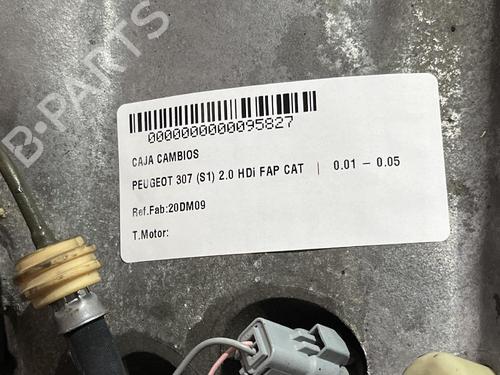 B-PARTS
0000000000095827
CAJA CAMBIOS
PEUGEOT 307 (S1) 2.0 HDi FAP CAT | 0.01 – 0.05
Ref.Fab:20DM09
T.Motor: